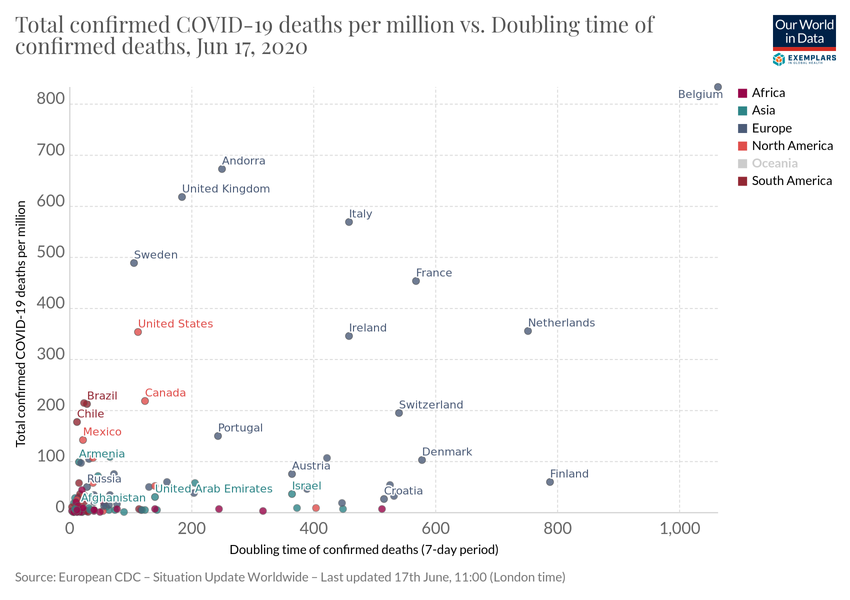 Total confirmed COVID-19 deaths per million vs. Doubling time of
confirmed deaths, Jun 17, 2020
Our World
in Data
EXEMPLARS
IN GLOBAL HEALTH
Africa
Asia
Europe
North America
Oceania
South America
Total confirmed COVID-19 deaths per million
800
700
600
500
400
300
200
100
0
Belgium
Andorra
United Kingdom
Italy
Sweden
France
United States
Ireland
Netherlands
Brazil
Canada
Chile
Switzerland
Mexico
Portugal
Armenia
Denmark
Austria
Russia
Finland
United Arab Emirates
Israel
Croatia
Afghanistan
0
200
400
600
800
1,000
Doubling time of confirmed deaths (7-day period)
Source: European CDC – Situation Update Worldwide – Last updated 17th June, 11:00 (London time)